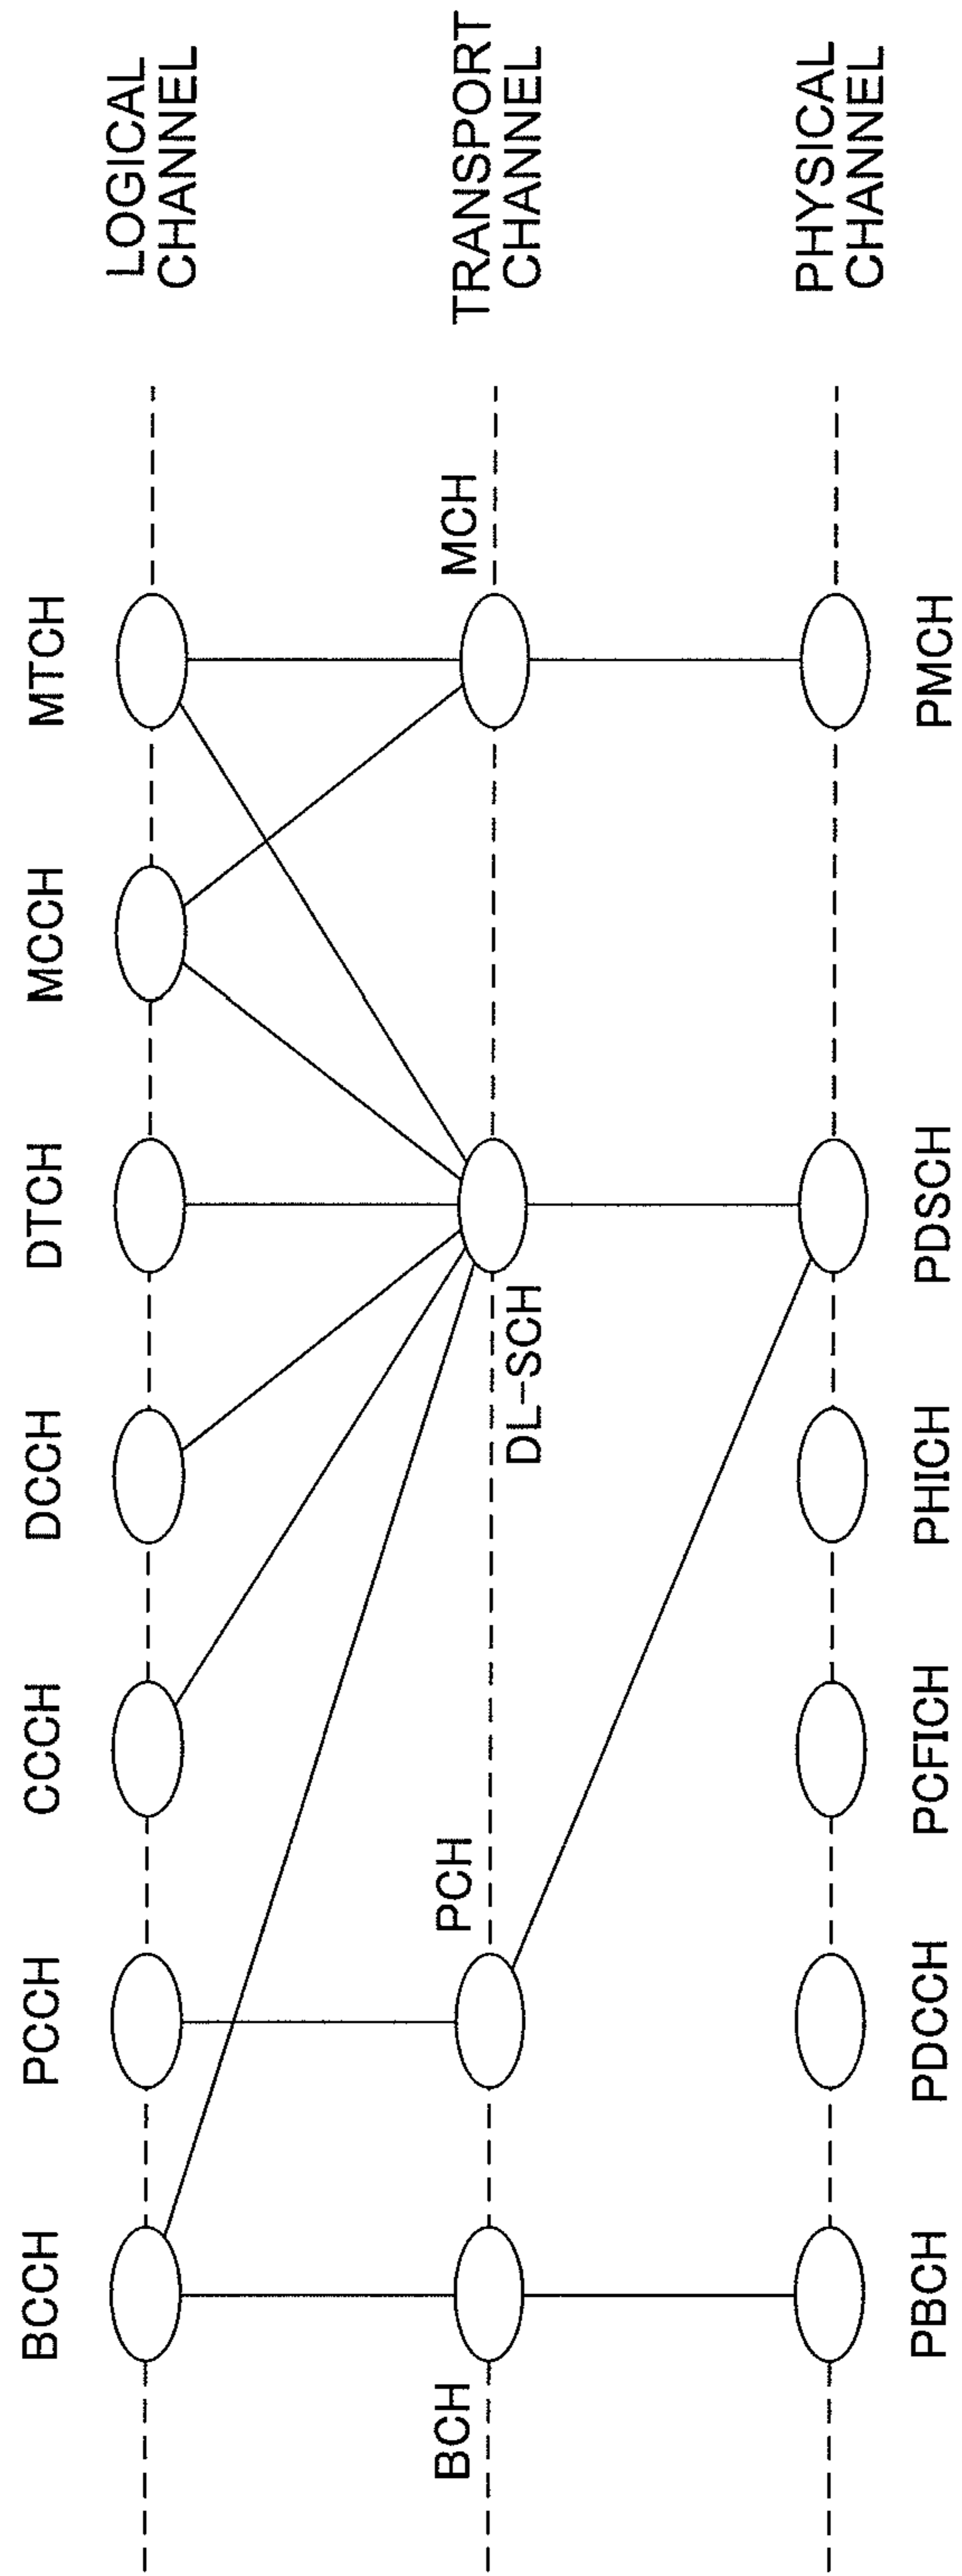 BCCH
PCCH
CCCH
DCCH
DTCH
MCCH
MTCH
LOGICAL
CHANNEL
BCH
PCH
DL-SCH
MCH
TRANSPORT
CHANNEL
PBCH
PDCCH
PCFICH
PHICH
PDSCH
PMCH
PHYSICAL
CHANNEL